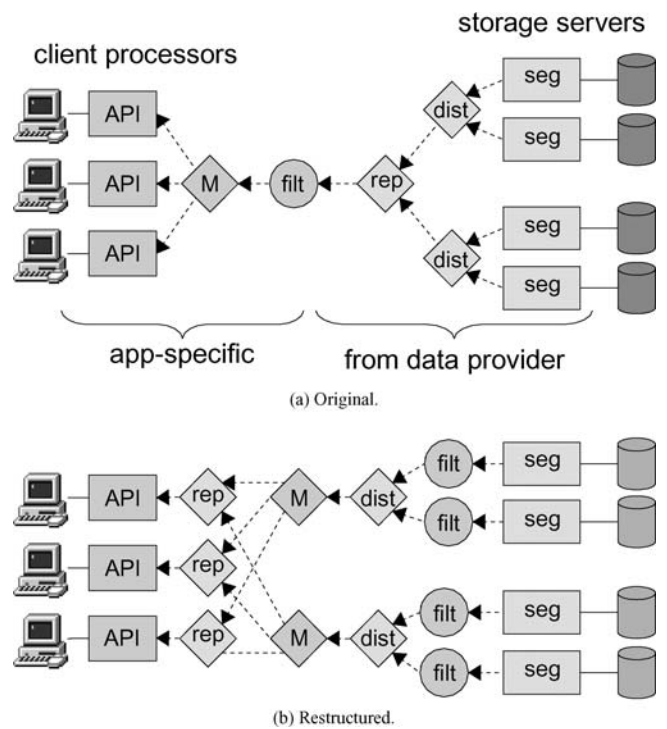 storage servers
client processors
seg
API
dist
seg
API
M
filt
rep
seg
API
dist
seg
app-specific
from data provider
(a) Original.
filt
seg
API
rep
M
dist
filt
seg
API
rep
filt
seg
API
rep
M
dist
filt
seg
(b) Restructured.